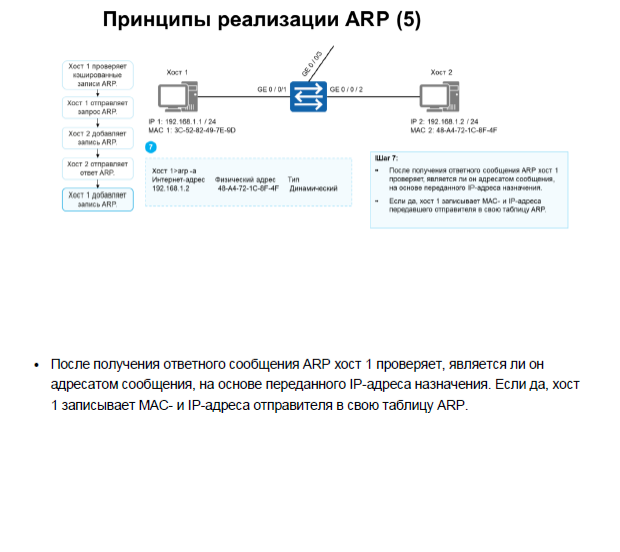 Принципы реализации ARP (5)
Хост 1 проверяет
кэшированные
записи ARP.
Хост 1 отправляет
запрос ARP.
Хост 2 добавляет
запись ARP.
Хост 2 отправляет
ответ ARP.
Хост 1 добавляет
запись ARP.
Хост 1
GE 0 / 0/1
GE 0 / 0/3
GE 0 / 0 / 2
Хост 2
IP 1: 192.168.1.1 / 24
MAC 1: 3C-52-82-49-7E-9D
IP 2: 192.168.1.2 / 24
MAC 2: 48-A4-72-1C-8F-4F
7
Хост 1>arp -a
Интернет-адрес Физический адрес Тип
192.168.1.2 48-A4-72-1C-8F-4F Динамический
Шаг 7:
• После получения ответного сообщения ARP хост 1
проверяет, является ли он адресатом сообщения,
на основе переданного IP-адреса назначения.
• Если да, хост 1 записывает MAC- и IP-адреса
передавшего отправителя в свою таблицу ARP.
• После получения ответного сообщения ARP хост 1 проверяет, является ли он
адресатом сообщения, на основе переданного IP-адреса назначения. Если да, хост
1 записывает MAC- и IP-адреса отправителя в свою таблицу ARP.